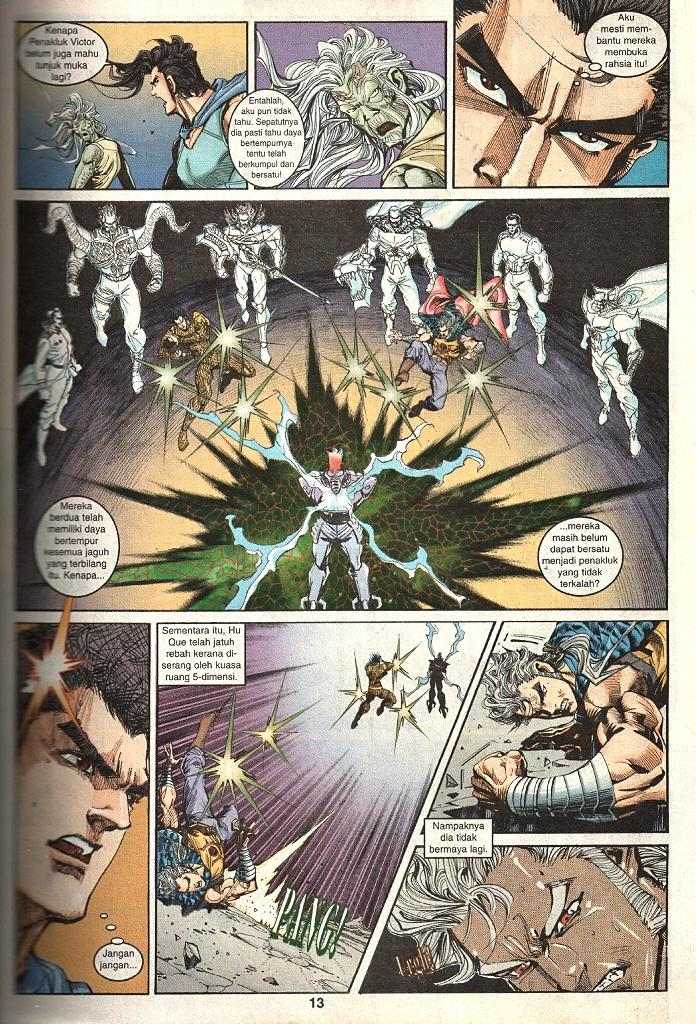 Kenapa
Penakluk Victor
belum juga mahu
tunjuk muka
lagi?
Entahlah,
aku pun tidak
tahu. Sepatutnya
dia pasti tahu daya
bertempurnya
tentu telah
berkumpul dan
bersatu!
Aku
mesti mem-
bantu mereka
membuka
rahsia itu!
Mereka
berdua telah
memiliki daya
bertempur
kesemua jaguh
yang terbilang
itu. Kenapa...
...mereka
masih belum
dapat bersatu
menjadi penakluk
yang tidak
terkalah?
Jangan
jangan...
Sementara itu, Hu
Que telah jatuh
rebah kerana di-
serang oleh kuasa
ruang 5-dimensi.
PANG!
Nampaknya
dia tidak
bermaya lagi.
13